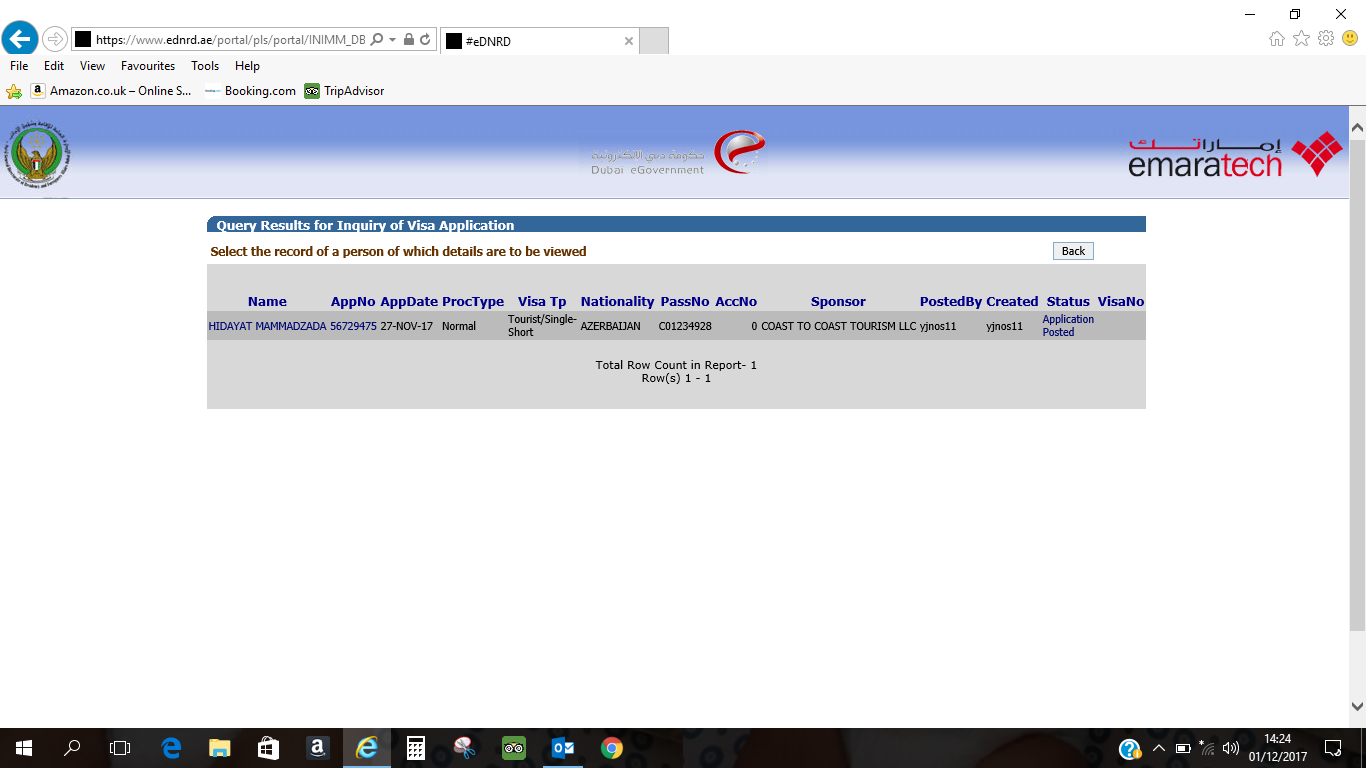 https://www.ednrd.ae/portal/pls/portal/INIMM_DB
#eDNRD
File Edit View Favourites Tools Help
Amazon.co.uk – Online S... Booking.com TripAdvisor
حكومة دبي الالكترونية
Dubai eGovernment
إمــاراتــك
emaratech
Query Results for Inquiry of Visa Application
Select the record of a person of which details are to be viewed
Back
Name AppNo AppDate ProcType Visa Tp Nationality PassNo AccNo Sponsor PostedBy Created Status VisaNo
HIDAYAT MAMMADZADA 56729475 27-NOV-17 Normal Tourist/Single-Short AZERBAIJAN C01234928 0 COAST TO COAST TOURISM LLC yjnos11 yjnos11 Application Posted
Total Row Count in Report- 1
Row(s) 1 - 1
14:24
01/12/2017